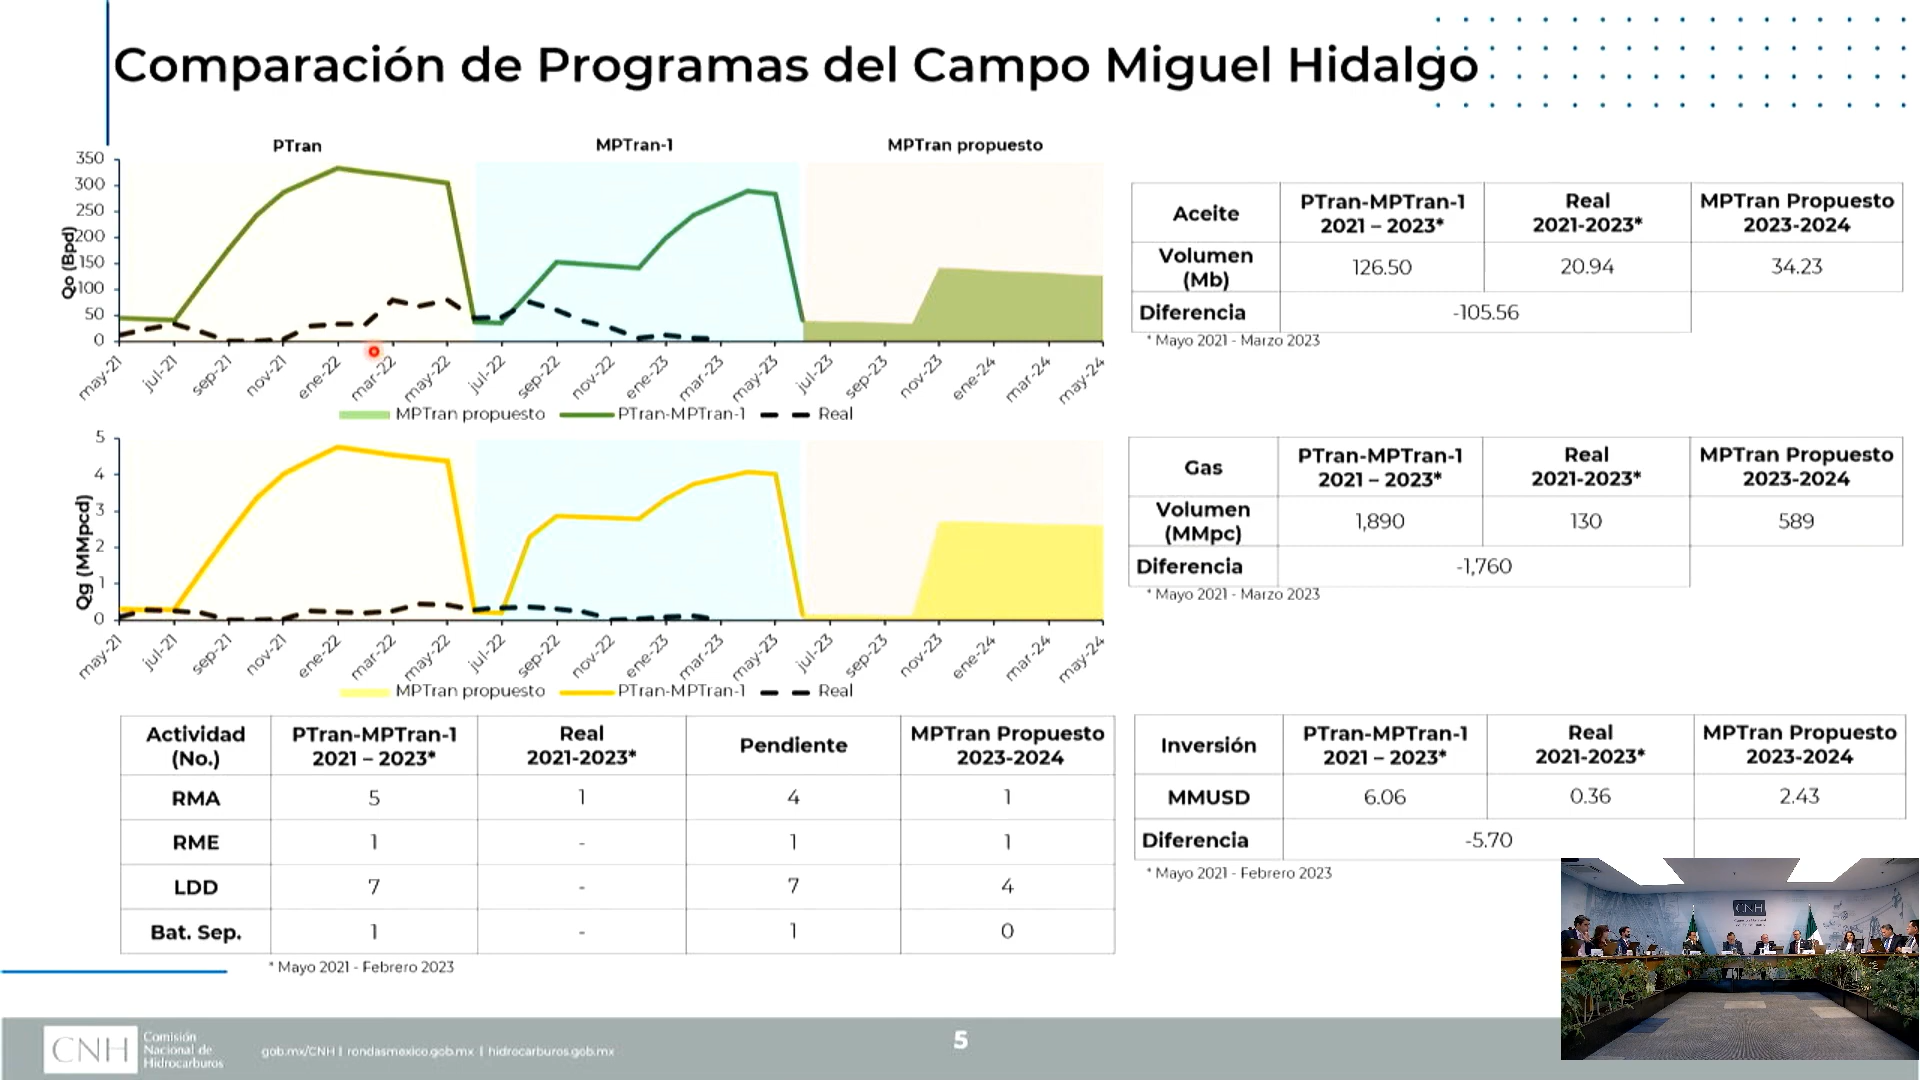 Comparación de Programas del Campo Miguel Hidalgo
PTran
MPTran-1
MPTran propuesto
Qo (Bpd)
350
300
250
200
150
100
50
0
may-21
jul-21
sep-21
nov-21
ene-22
mar-22
may-22
jul-22
sep-22
nov-22
ene-23
mar-23
may-23
jul-23
sep-23
nov-23
ene-24
mar-24
may-24
MPTran propuesto
PTran-MPTran-1
Real
Aceite
PTran-MPTran-1
2021 – 2023*
Real
2021-2023*
MPTran Propuesto
2023-2024
Volumen
(Mb)
126.50
20.94
34.23
Diferencia
-105.56
* Mayo 2021 - Marzo 2023
Qg (MMpcd)
5
4
3
2
1
0
may-21
jul-21
sep-21
nov-21
ene-22
mar-22
may-22
jul-22
sep-22
nov-22
ene-23
mar-23
may-23
jul-23
sep-23
nov-23
ene-24
mar-24
may-24
MPTran propuesto
PTran-MPTran-1
Real
Gas
PTran-MPTran-1
2021 – 2023*
Real
2021-2023*
MPTran Propuesto
2023-2024
Volumen
(MMpc)
1,890
130
589
Diferencia
-1,760
* Mayo 2021 - Marzo 2023
Actividad
(No.)
PTran-MPTran-1
2021 – 2023*
Real
2021-2023*
Pendiente
MPTran Propuesto
2023-2024
RMA
5
1
4
1
RME
1
-
1
1
LDD
7
-
7
4
Bat. Sep.
1
-
1
0
* Mayo 2021 - Febrero 2023
Inversión
PTran-MPTran-1
2021 – 2023*
Real
2021-2023*
MPTran Propuesto
2023-2024
MMUSD
6.06
0.36
2.43
Diferencia
-5.70
* Mayo 2021 - Febrero 2023
CNH
CNH
Comisión
Nacional de
Hidrocarburos
gob.mx/CNH | rondasmexico.gob.mx | hidrocarburos.gob.mx
5